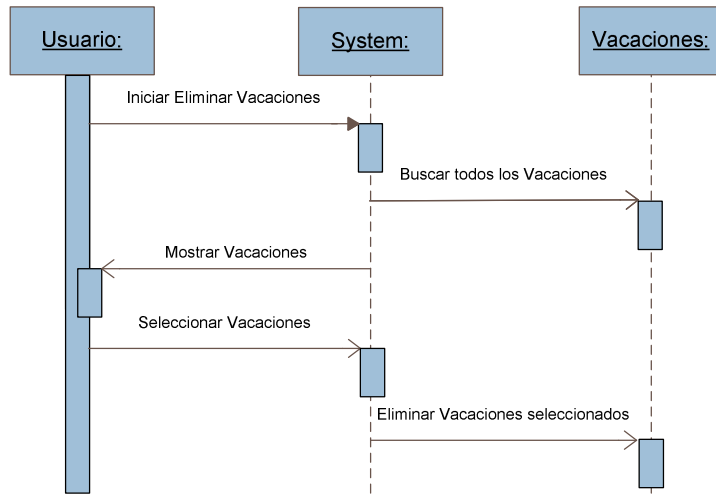 Usuario:
System:
Vacaciones:
Iniciar Eliminar Vacaciones
Buscar todos los Vacaciones
Mostrar Vacaciones
Seleccionar Vacaciones
Eliminar Vacaciones seleccionados